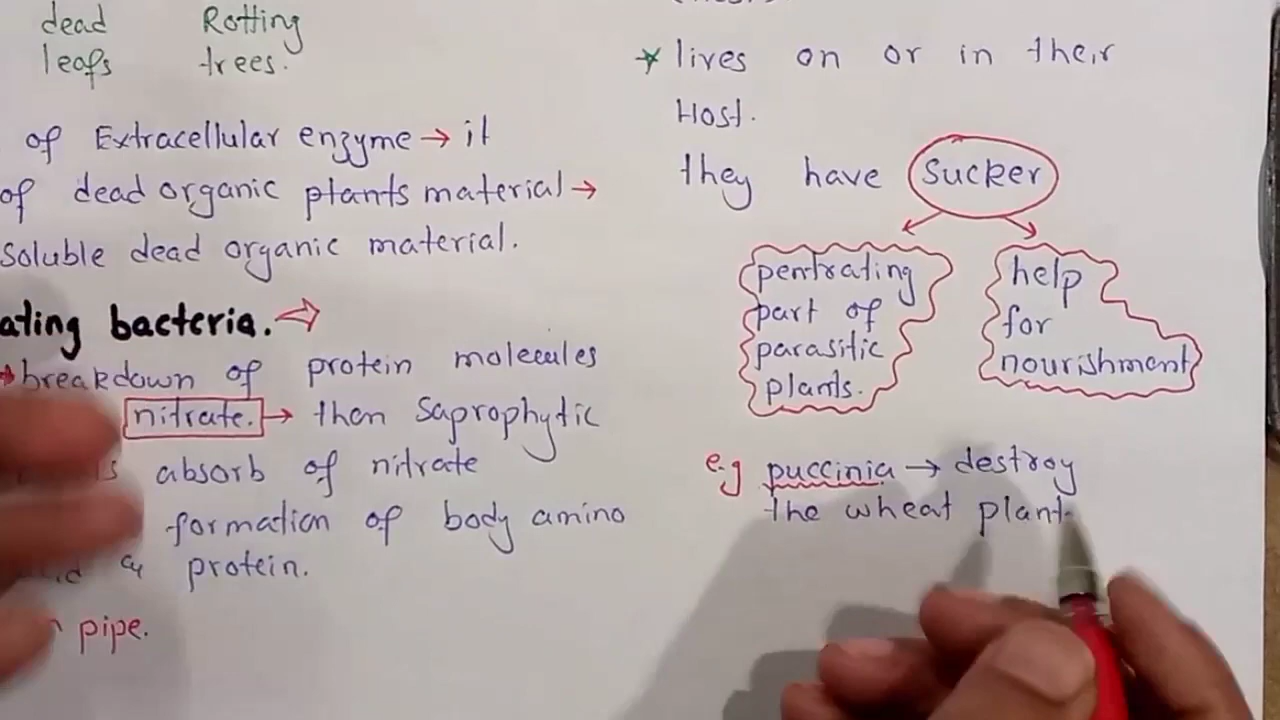 dead Rotting
leafs trees.
of Extracellular enzyme → it
of dead organic plants material →
Soluble dead organic material.
ating bacteria. ⇒
→ breakdown of protein molecules
nitrate. → then Saprophytic
absorb of nitrate
formation of body amino
protein.
pipe.
* lives on or in their
Host.
they have Sucker
pentrating
part of
parasitic
plants.
help
for
nourishment
e.g puccinia → destroy
the wheat plant.